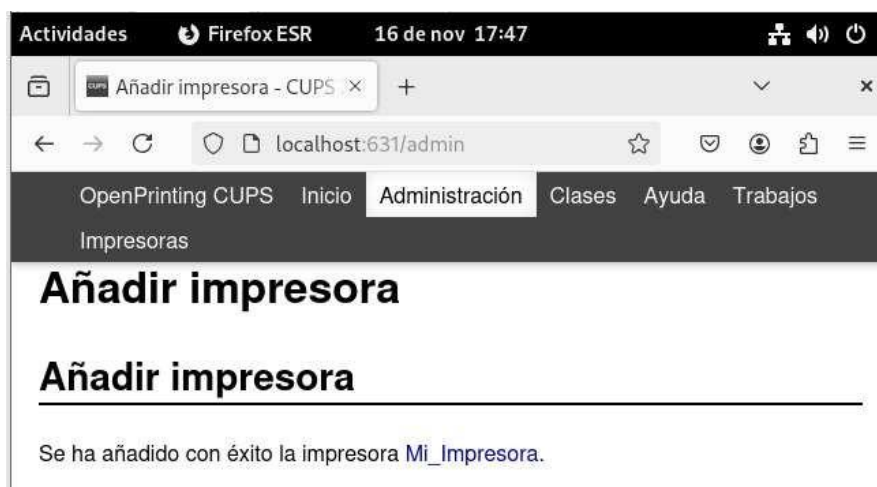 Actividades Firefox ESR 16 de nov 17:47
CUPS Añadir impresora - CUPS
localhost:631/admin
OpenPrinting CUPS Inicio Administración Clases Ayuda Trabajos
Impresoras
Añadir impresora
Añadir impresora
Se ha añadido con éxito la impresora Mi_Impresora.